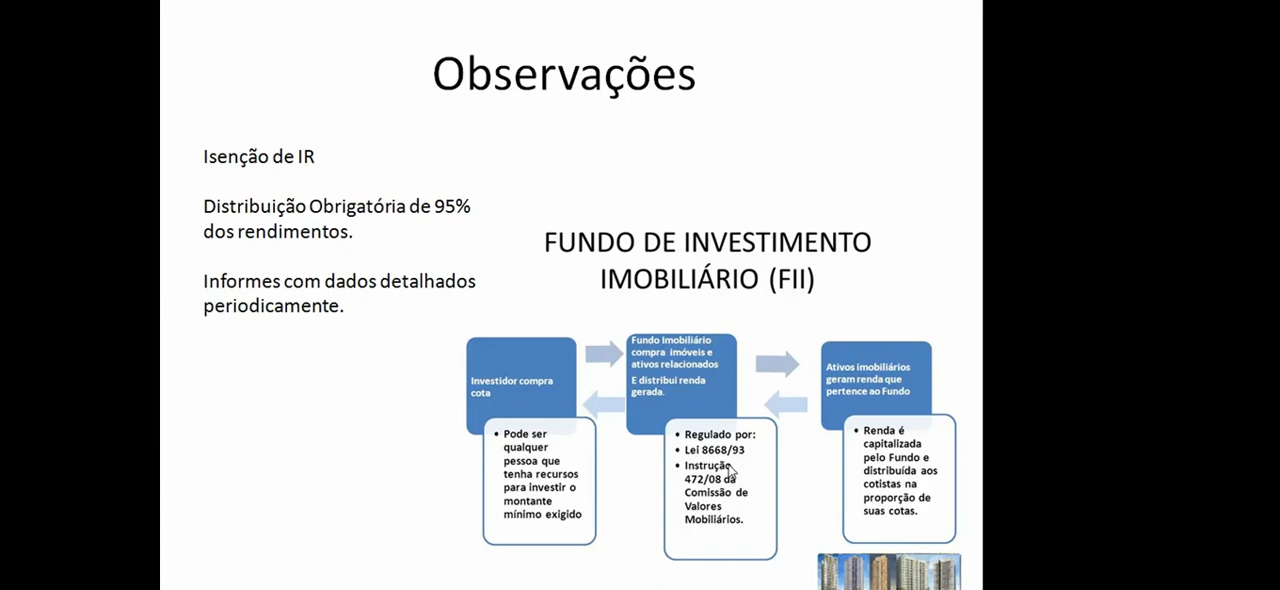 Observações
Isenção de IR
Distribuição Obrigatória de 95%
dos rendimentos.
Informes com dados detalhados
periodicamente.
FUNDO DE INVESTIMENTO
IMOBILIÁRIO (FII)
Investidor compra
cota
• Pode ser
qualquer
pessoa que
tenha recursos
para investir o
montante
mínimo exigido
Fundo Imobiliário
compra imóveis e
ativos relacionados
E distribui renda
gerada.
• Regulado por:
• Lei 8668/93
• Instrução
472/08 da
Comissão de
Valores
Mobiliários.
Ativos imobiliários
geram renda que
pertence ao Fundo
• Renda é
capitalizada
pelo Fundo e
distribuída aos
cotistas na
proporção de
suas cotas.